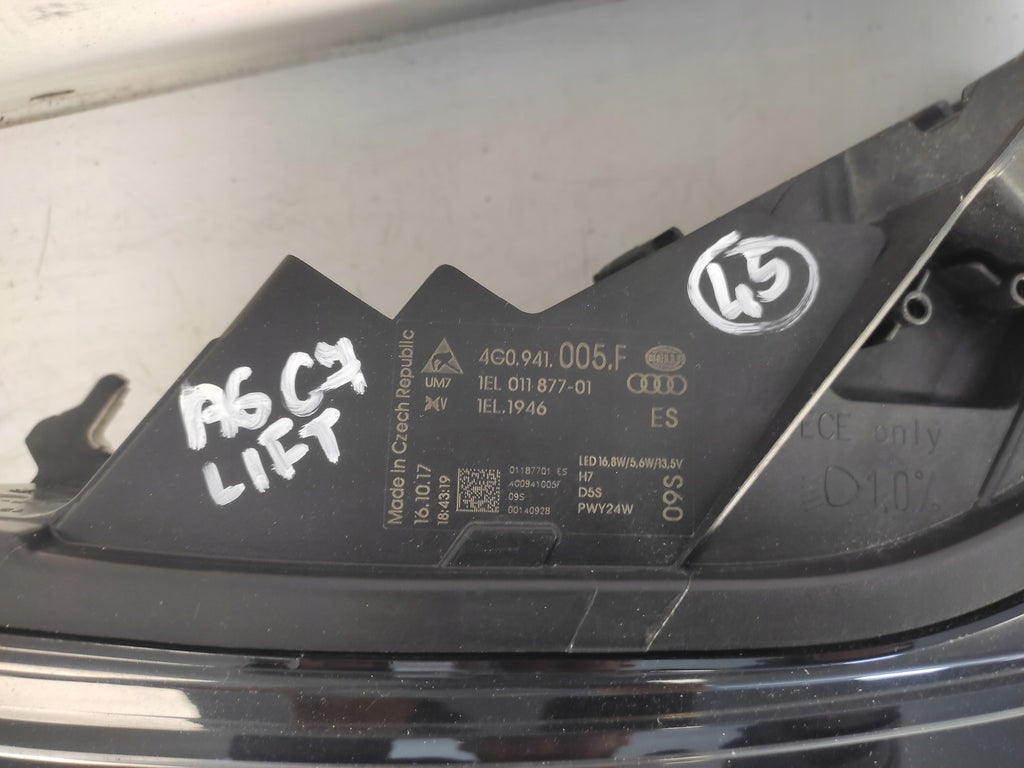 A6 C7
LIFT
45
Made in Czech Republic
16.10.17
18:43:19
UM7
4G0.941.005.F
HELLA
1EL 011 877-01
V
1EL.1946
ES
01187701 ES
4G0941005F
09S
00140928
LED 16,8W/5,6W/13,5V
H7
D5S
PWY24W
09S
ECE only
1.0%